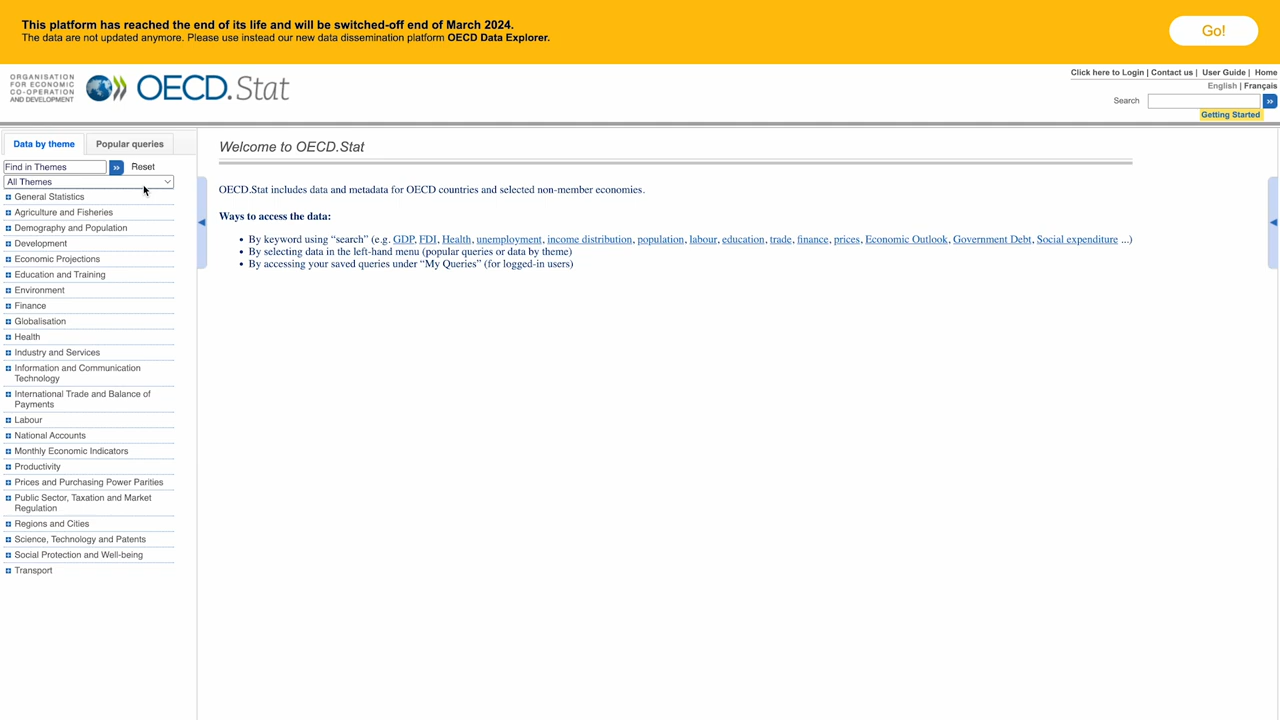 This platform has reached the end of its life and will be switched-off end of March 2024.
The data are not updated anymore. Please use instead our new data dissemination platform OECD Data Explorer.
Go!
ORGANISATION
FOR ECONOMIC
CO-OPERATION
AND DEVELOPMENT
OECD.Stat
Click here to Login | Contact us | User Guide | Home
English | Français
Search
»
Getting Started
Data by theme
Popular queries
Find in Themes
»
Reset
All Themes
General Statistics
Agriculture and Fisheries
Demography and Population
Development
Economic Projections
Education and Training
Environment
Finance
Globalisation
Health
Industry and Services
Information and Communication
Technology
International Trade and Balance of
Payments
Labour
National Accounts
Monthly Economic Indicators
Productivity
Prices and Purchasing Power Parities
Public Sector, Taxation and Market
Regulation
Regions and Cities
Science, Technology and Patents
Social Protection and Well-being
Transport
Welcome to OECD.Stat
OECD.Stat includes data and metadata for OECD countries and selected non-member economies.
Ways to access the data:
• By keyword using “search” (e.g. GDP, FDI, Health, unemployment, income distribution, population, labour, education, trade, finance, prices, Economic Outlook, Government Debt, Social expenditure ...)
• By selecting data in the left-hand menu (popular queries or data by theme)
• By accessing your saved queries under “My Queries” (for logged-in users)